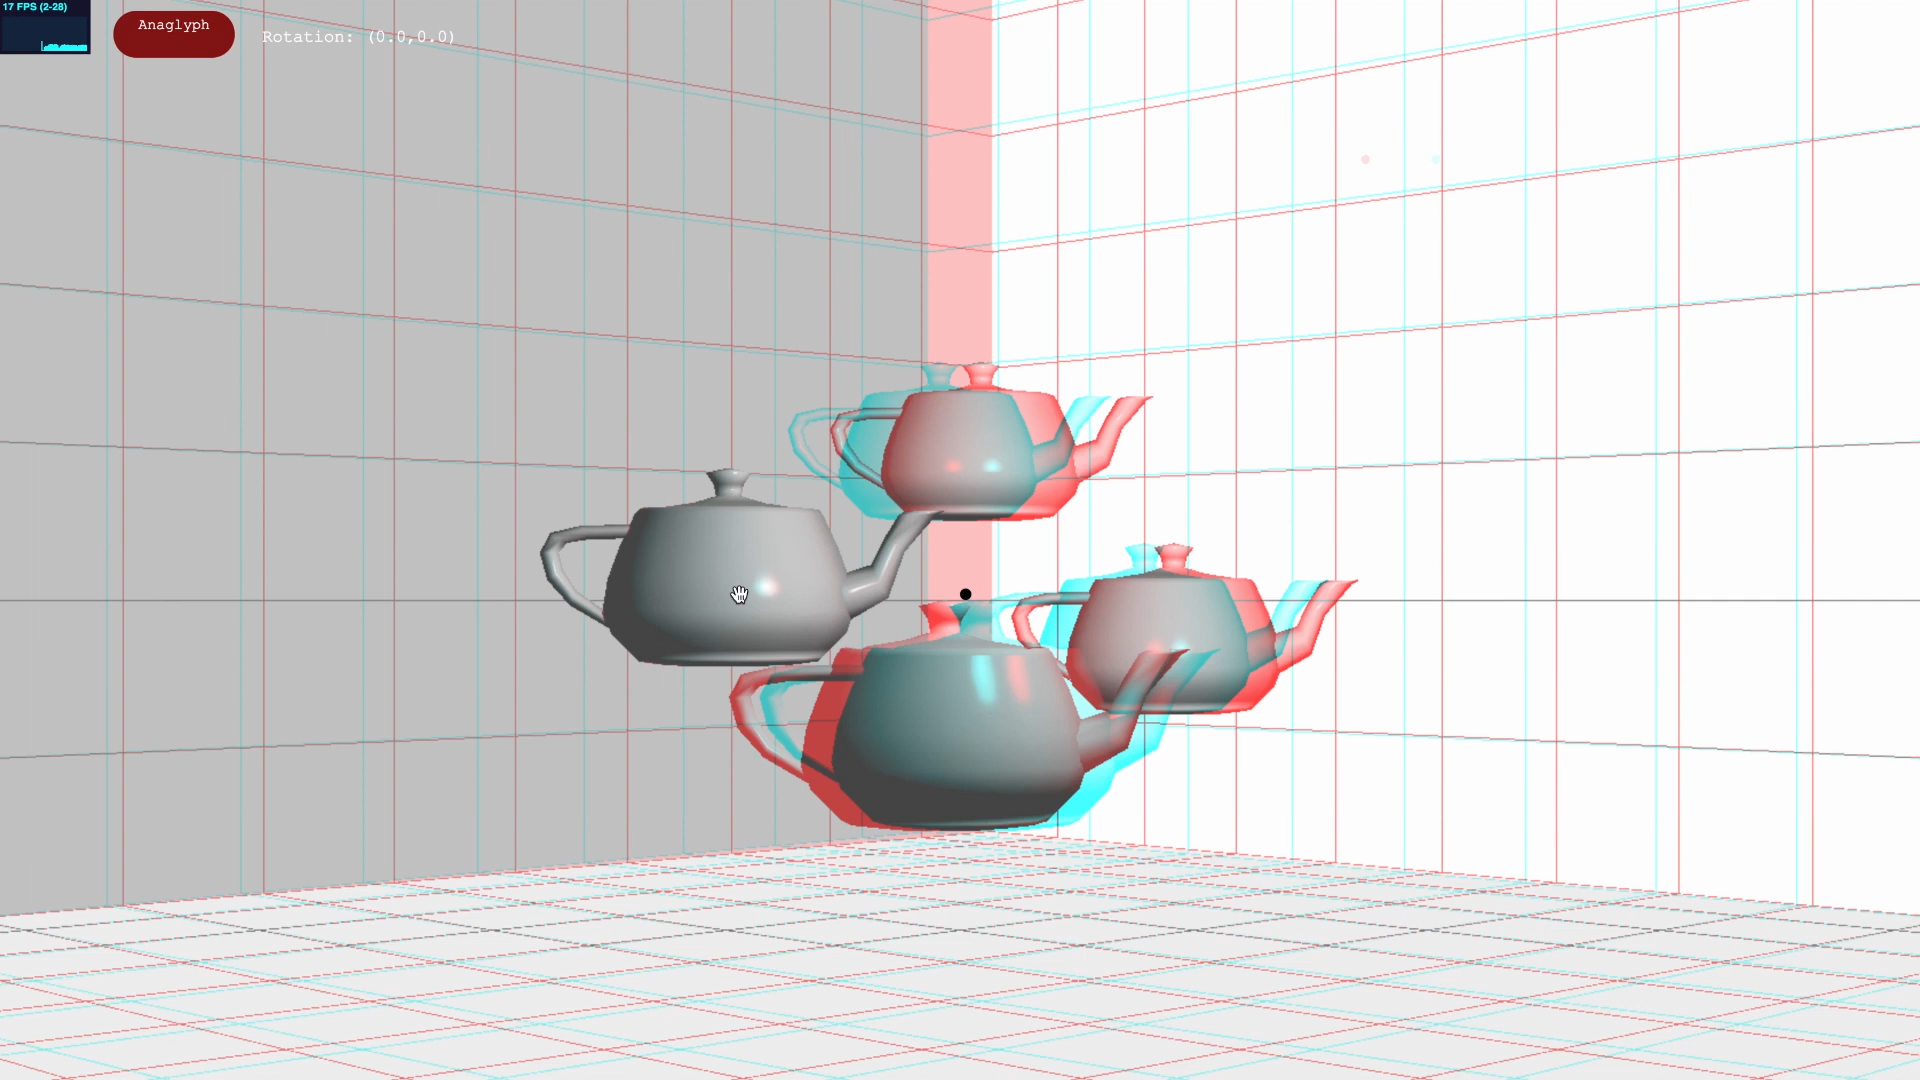 17 FPS (2-28)
Anaglyph
Rotation: (0.0,0.0)